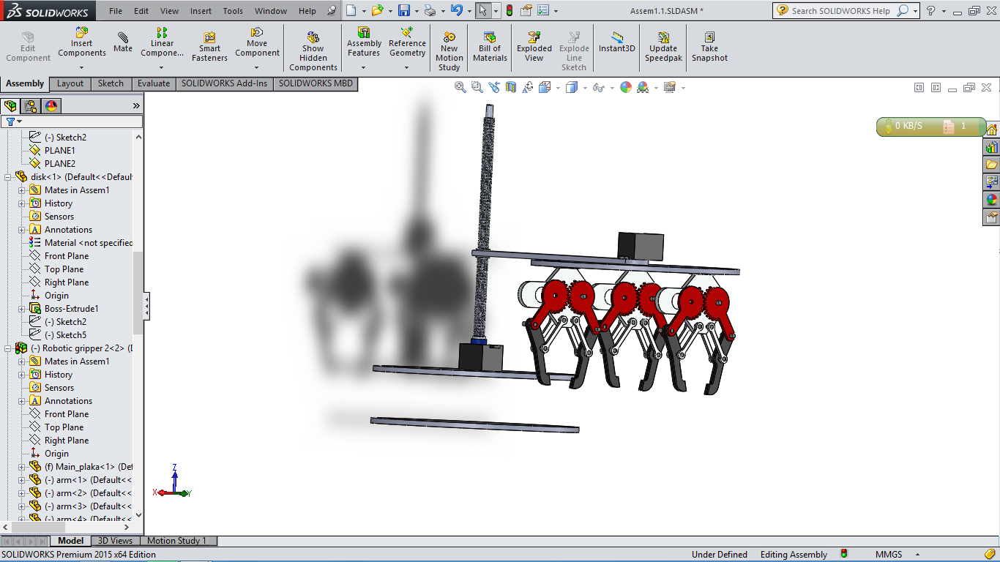 SOLIDWORKS File Edit View Insert Tools Window Help Assem1.1.SLDASM * Search SOLIDWORKS Help
Edit Component
Insert Components
Mate
Linear Compone...
Smart Fasteners
Move Component
Show Hidden Components
Assembly Features
Reference Geometry
New Motion Study
Bill of Materials
Exploded View
Explode Line Sketch
Instant3D
Update Speedpak
Take Snapshot
Assembly Layout Sketch Evaluate SOLIDWORKS Add-Ins SOLIDWORKS MBD
0 KB/S 1
(-) Sketch2
PLANE1
PLANE2
disk<1> (Default<<Defaul
Mates in Assem1
History
Sensors
Annotations
Material <not specified
Front Plane
Top Plane
Right Plane
Origin
Boss-Extrude1
(-) Sketch2
(-) Sketch5
(-) Robotic gripper 2<2> (D
Mates in Assem1
History
Sensors
Annotations
Front Plane
Top Plane
Right Plane
Origin
(f) Main_plaka<1> (Def
(-) arm<1> (Default<<
(-) arm<2> (Default<<
(-) arm<3> (Default<<
(-) arm<4> (Default<<
Z
X Y
Model 3D Views Motion Study 1
SOLIDWORKS Premium 2015 x64 Edition Under Defined Editing Assembly MMGS